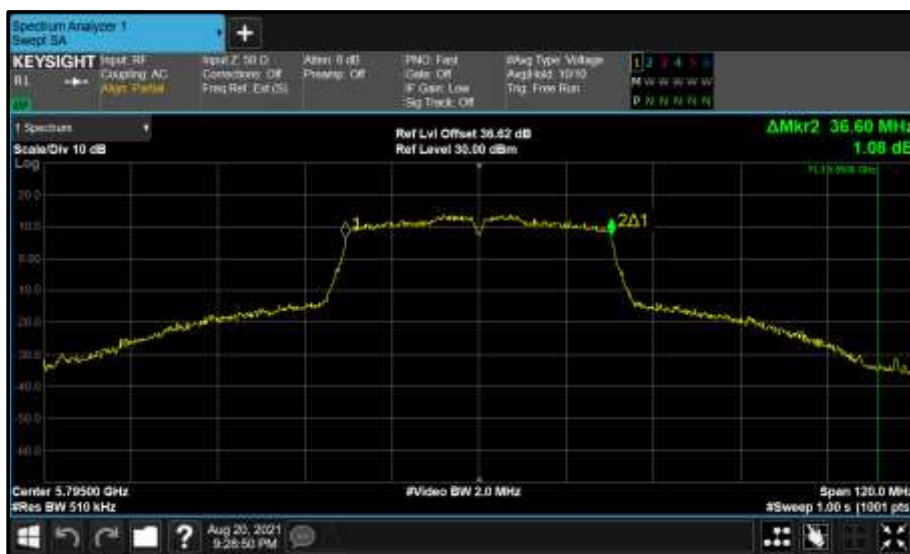 Spectrum Analyzer 1
Swept SA
KEYSIGHT
Input: RF
Coupling: AC
Align: Partial
Input Z: 50 Ω
Corrections: Off
Freq Ref: Ext (S)
Atten: 6 dB
Preamp: Off
PNO: Fast
Gate: Off
IF Gain: Low
Sig Track: Off
#Avg Type: Voltage
Avg|Hold: 10/10
Trig: Free Run
1 2 3 4 5 6
M W W W W W
P N N N N N
1 Spectrum
Scale/Div 10 dB
Log
Ref Lvl Offset 36.62 dB
Ref Level 30.00 dBm
ΔMkr2 36.60 MHz
1.08 dB
20.0
10.0
0.00
-10.0
-20.0
-30.0
-40.0
-50.0
-60.0
1
2Δ1
Center 5.79500 GHz
#Res BW 510 kHz
#Video BW 2.0 MHz
Span 120.0 MHz
#Sweep 1.00 s (1001 pts
?
Aug 20, 2021
9:28:50 PM